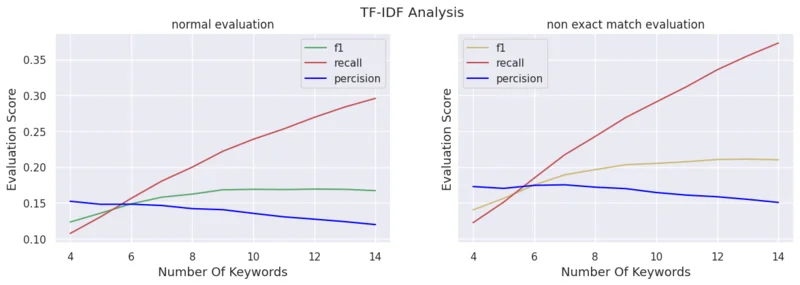 TF-IDF Analysis
normal evaluation
non exact match evaluation
f1
recall
percision
f1
recall
percision
Evaluation Score
0.35
0.30
0.25
0.20
0.15
0.10
Evaluation Score
4 6 8 10 12 14
4 6 8 10 12 14
Number Of Keywords
Number Of Keywords